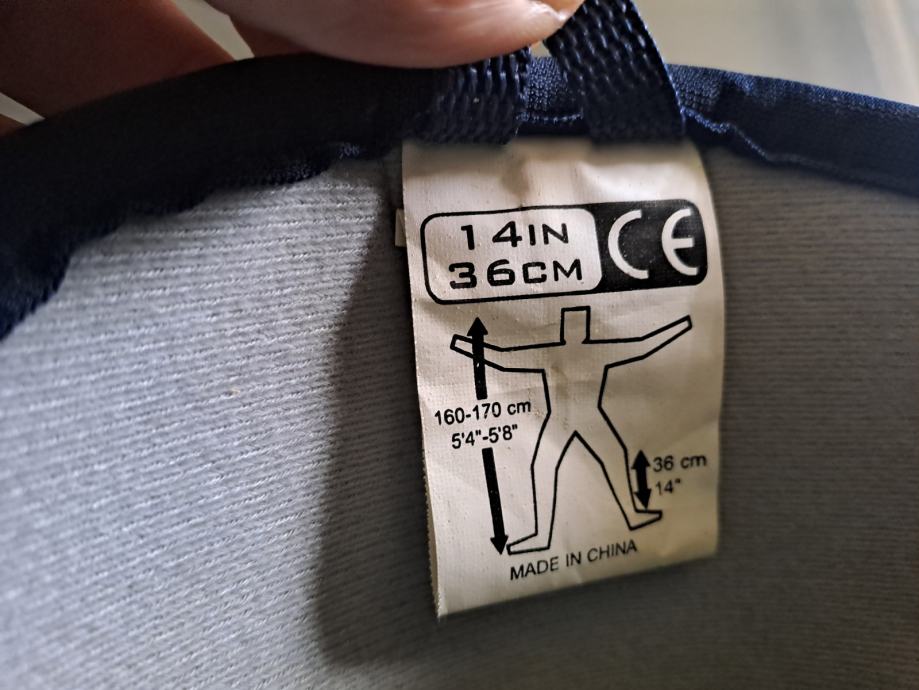 14IN
36CM
CE
160-170 cm
5'4"-5'8"
36 cm
14"
MADE IN CHINA